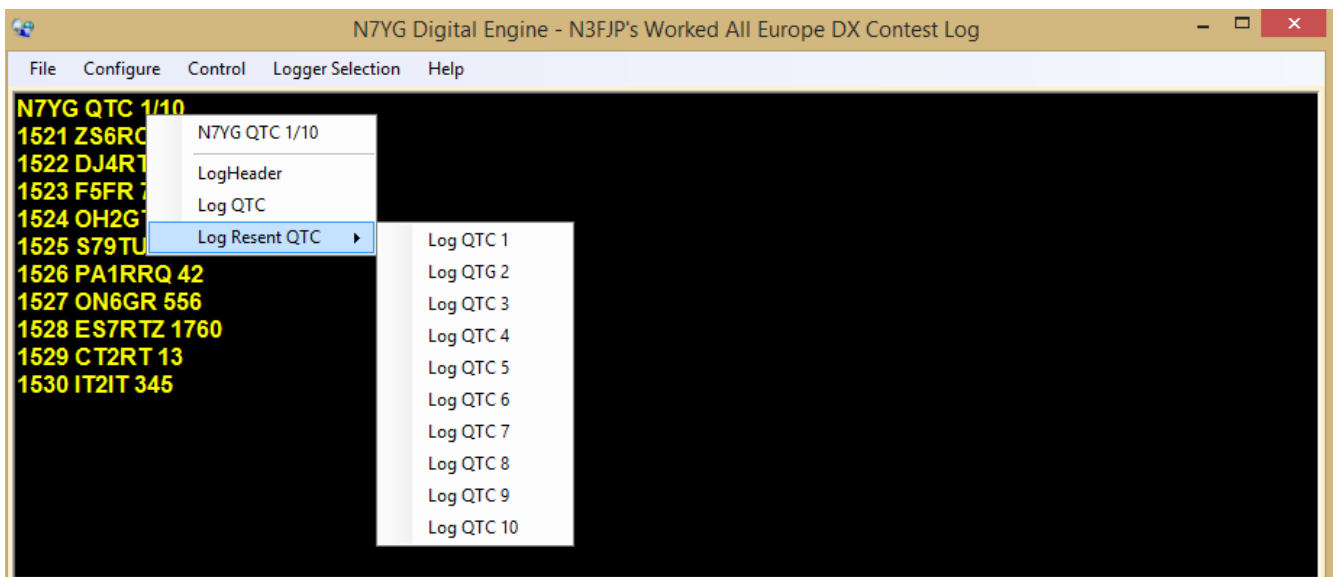 N7YG Digital Engine - N3FJP's Worked All Europe DX Contest Log
File Configure Control Logger Selection Help
N7YG QTC 1/10
1521 ZS6RC
1522 DJ4RT
1523 F5FR
1524 OH2G
1525 S79TU
1526 PA1RRQ 42
1527 ON6GR 556
1528 ES7RTZ 1760
1529 CT2RT 13
1530 IT2IT 345
N7YG QTC 1/10
LogHeader
Log QTC
Log Resent QTC
Log QTC 1
Log QTG 2
Log QTC 3
Log QTC 4
Log QTC 5
Log QTC 6
Log QTC 7
Log QTC 8
Log QTC 9
Log QTC 10